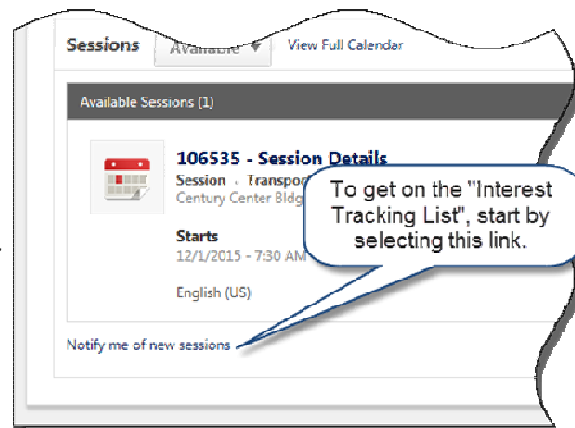 Sessions Available ▼ View Full Calendar
Available Sessions (1)
106535 - Session Details
Session
Century Center Bldg
Starts
12/1/2015 - 7:30 AM
English (US)
Notify me of new sessions
To get on the "Interest
Tracking List", start by
selecting this link.